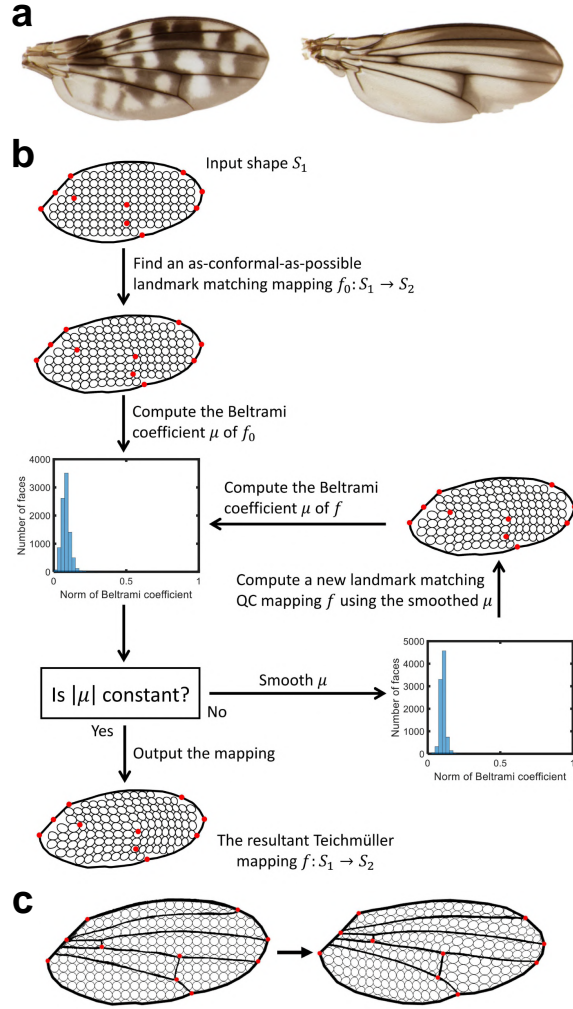 a
b
Input shape S₁
Find an as-conformal-as-possible
landmark matching mapping f₀: S₁ → S₂
Compute the Beltrami
coefficient μ of f₀
4000
3000
2000
1000
0
0
0.5
1
Number of faces
Norm of Beltrami coefficient
Compute the Beltrami
coefficient μ of f
Compute a new landmark matching
QC mapping f using the smoothed μ
Is |μ| constant?
Smooth μ
No
Yes
5000
4000
3000
2000
1000
0
0
0.5
1
Number of faces
Norm of Beltrami coefficient
Output the mapping
The resultant Teichmüller
mapping f: S₁ → S₂
c